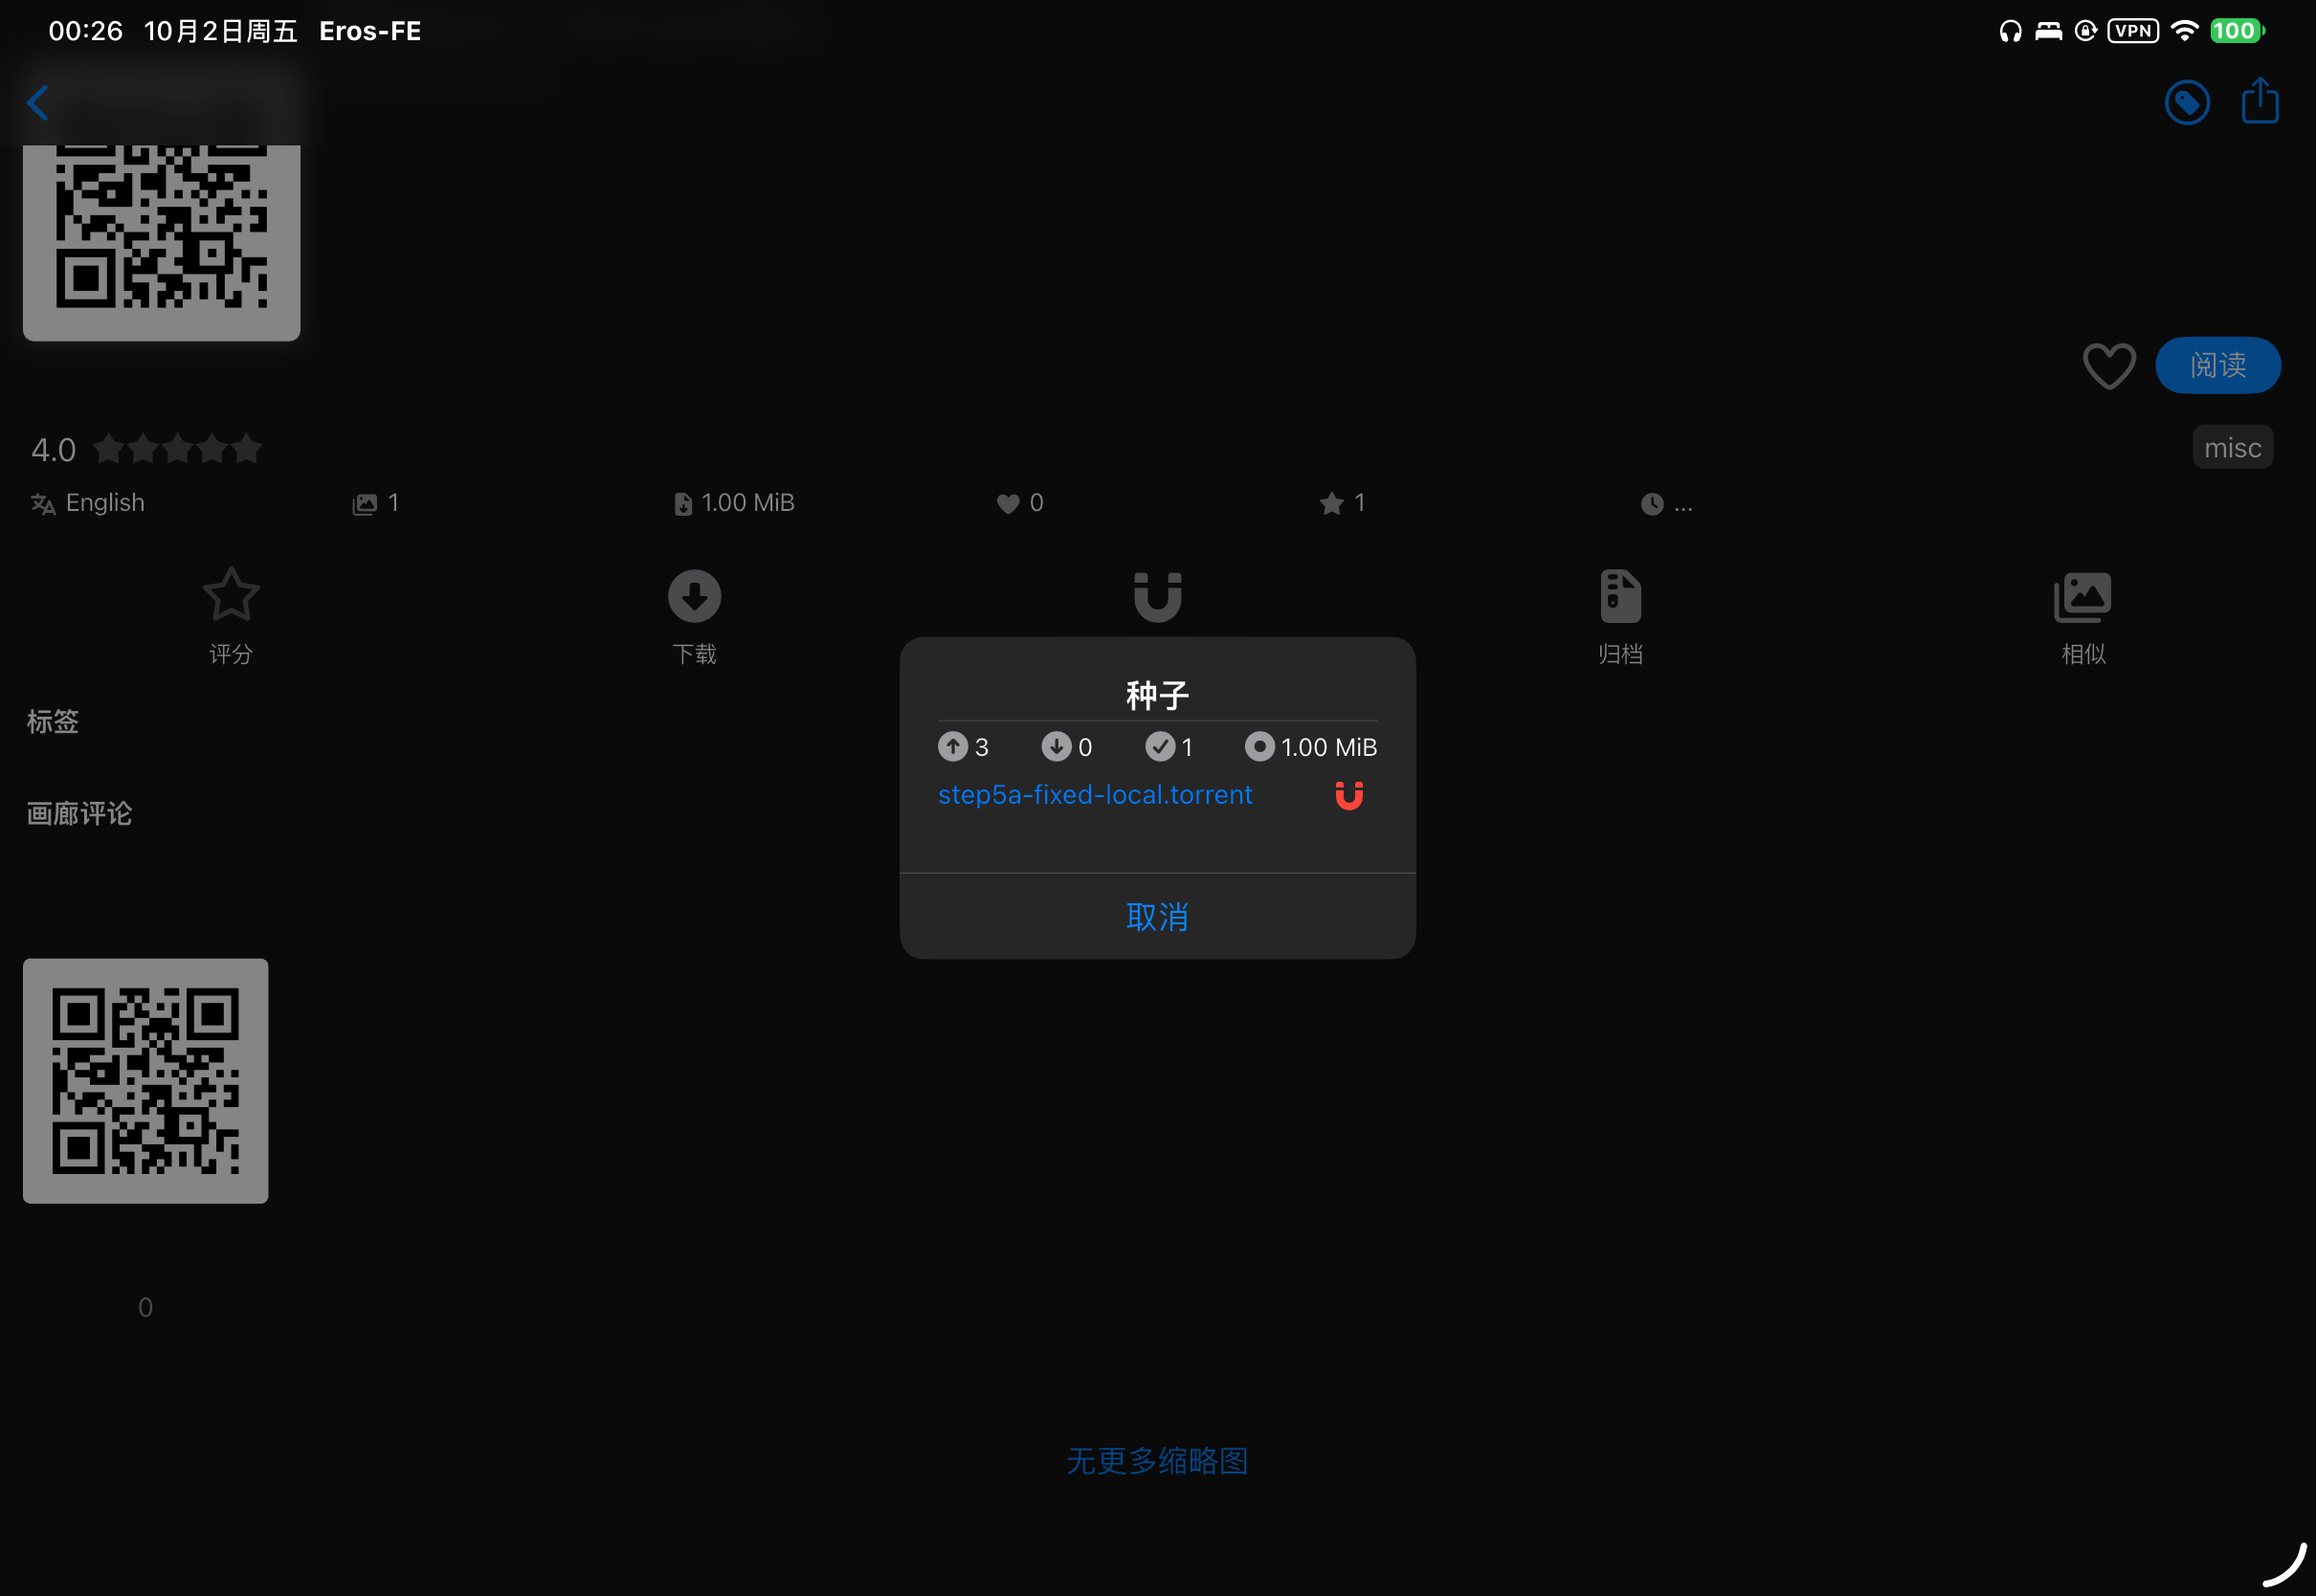 00:26 10月2日周五 Eros-FE VPN 100
阅读
4.0 misc
English 1 1.00 MiB 0 1 ...
评分 下载 归档 相似
种子
3 0 1 1.00 MiB
step5a-fixed-local.torrent
取消
标签
画廊评论
0
无更多缩略图